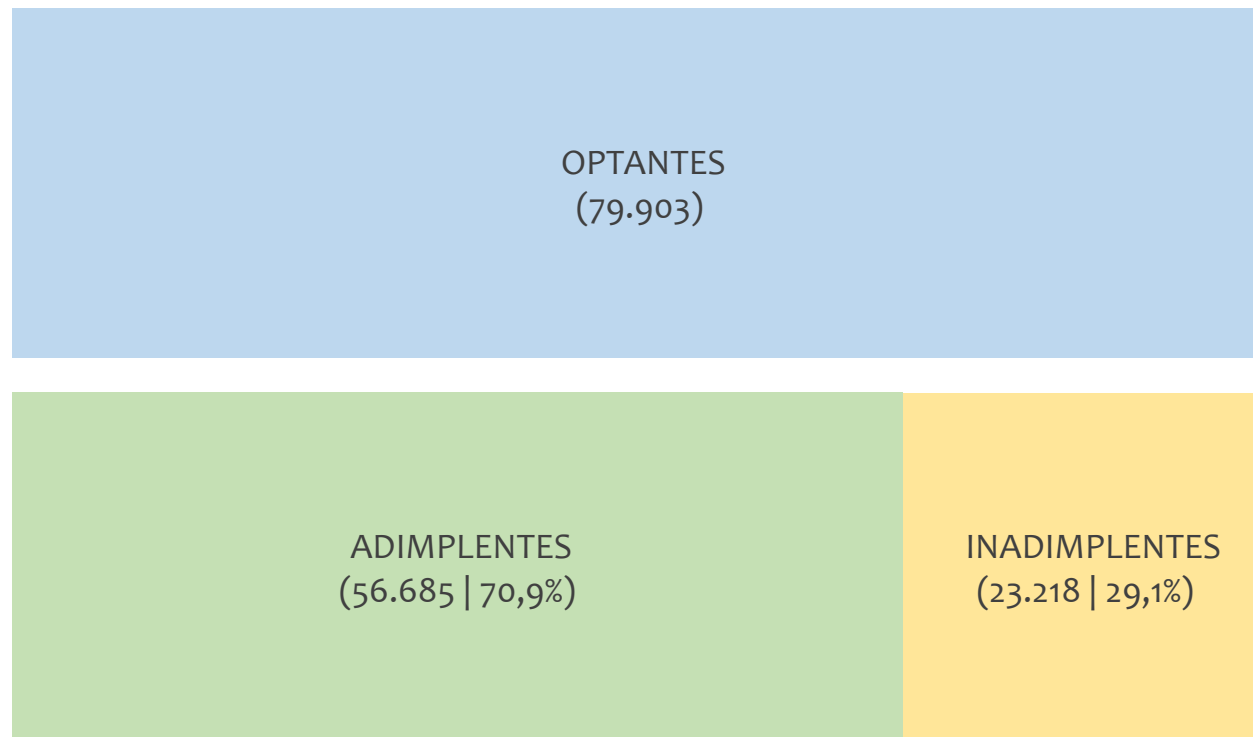 OPTANTES
(79.903)
ADIMPLENTES
(56.685 | 70,9%)
INADIMPLENTES
(23.218 | 29,1%)